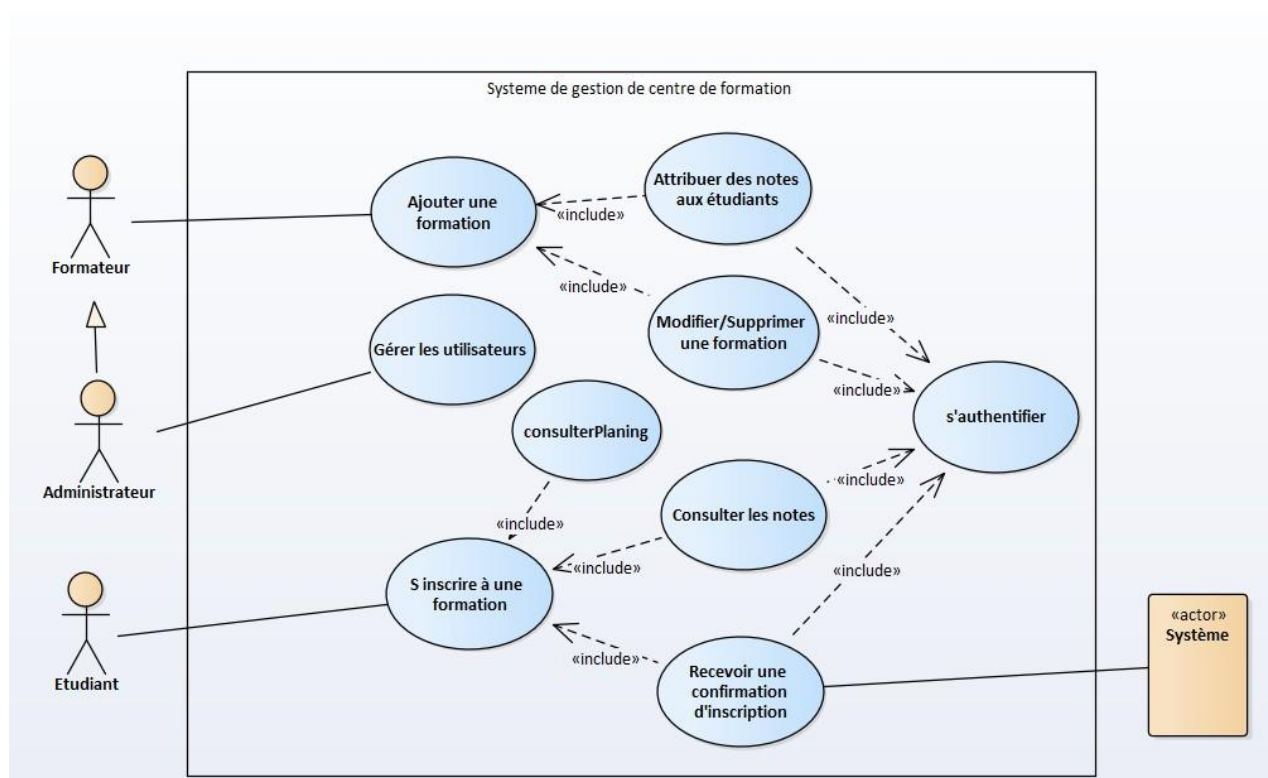 Systeme de gestion de centre de formation
Formateur
Administrateur
Etudiant
Ajouter une
formation
Attribuer des notes
aux étudiants
«include»
«include»
Modifier/Supprimer
une formation
«include»
«include»
Gérer les utilisateurs
s'authentifier
consulterPlaning
«include»
Consulter les notes
«include»
«include»
S inscrire à une
formation
«include»
«include»
Recevoir une
confirmation
d'inscription
«actor»
Système